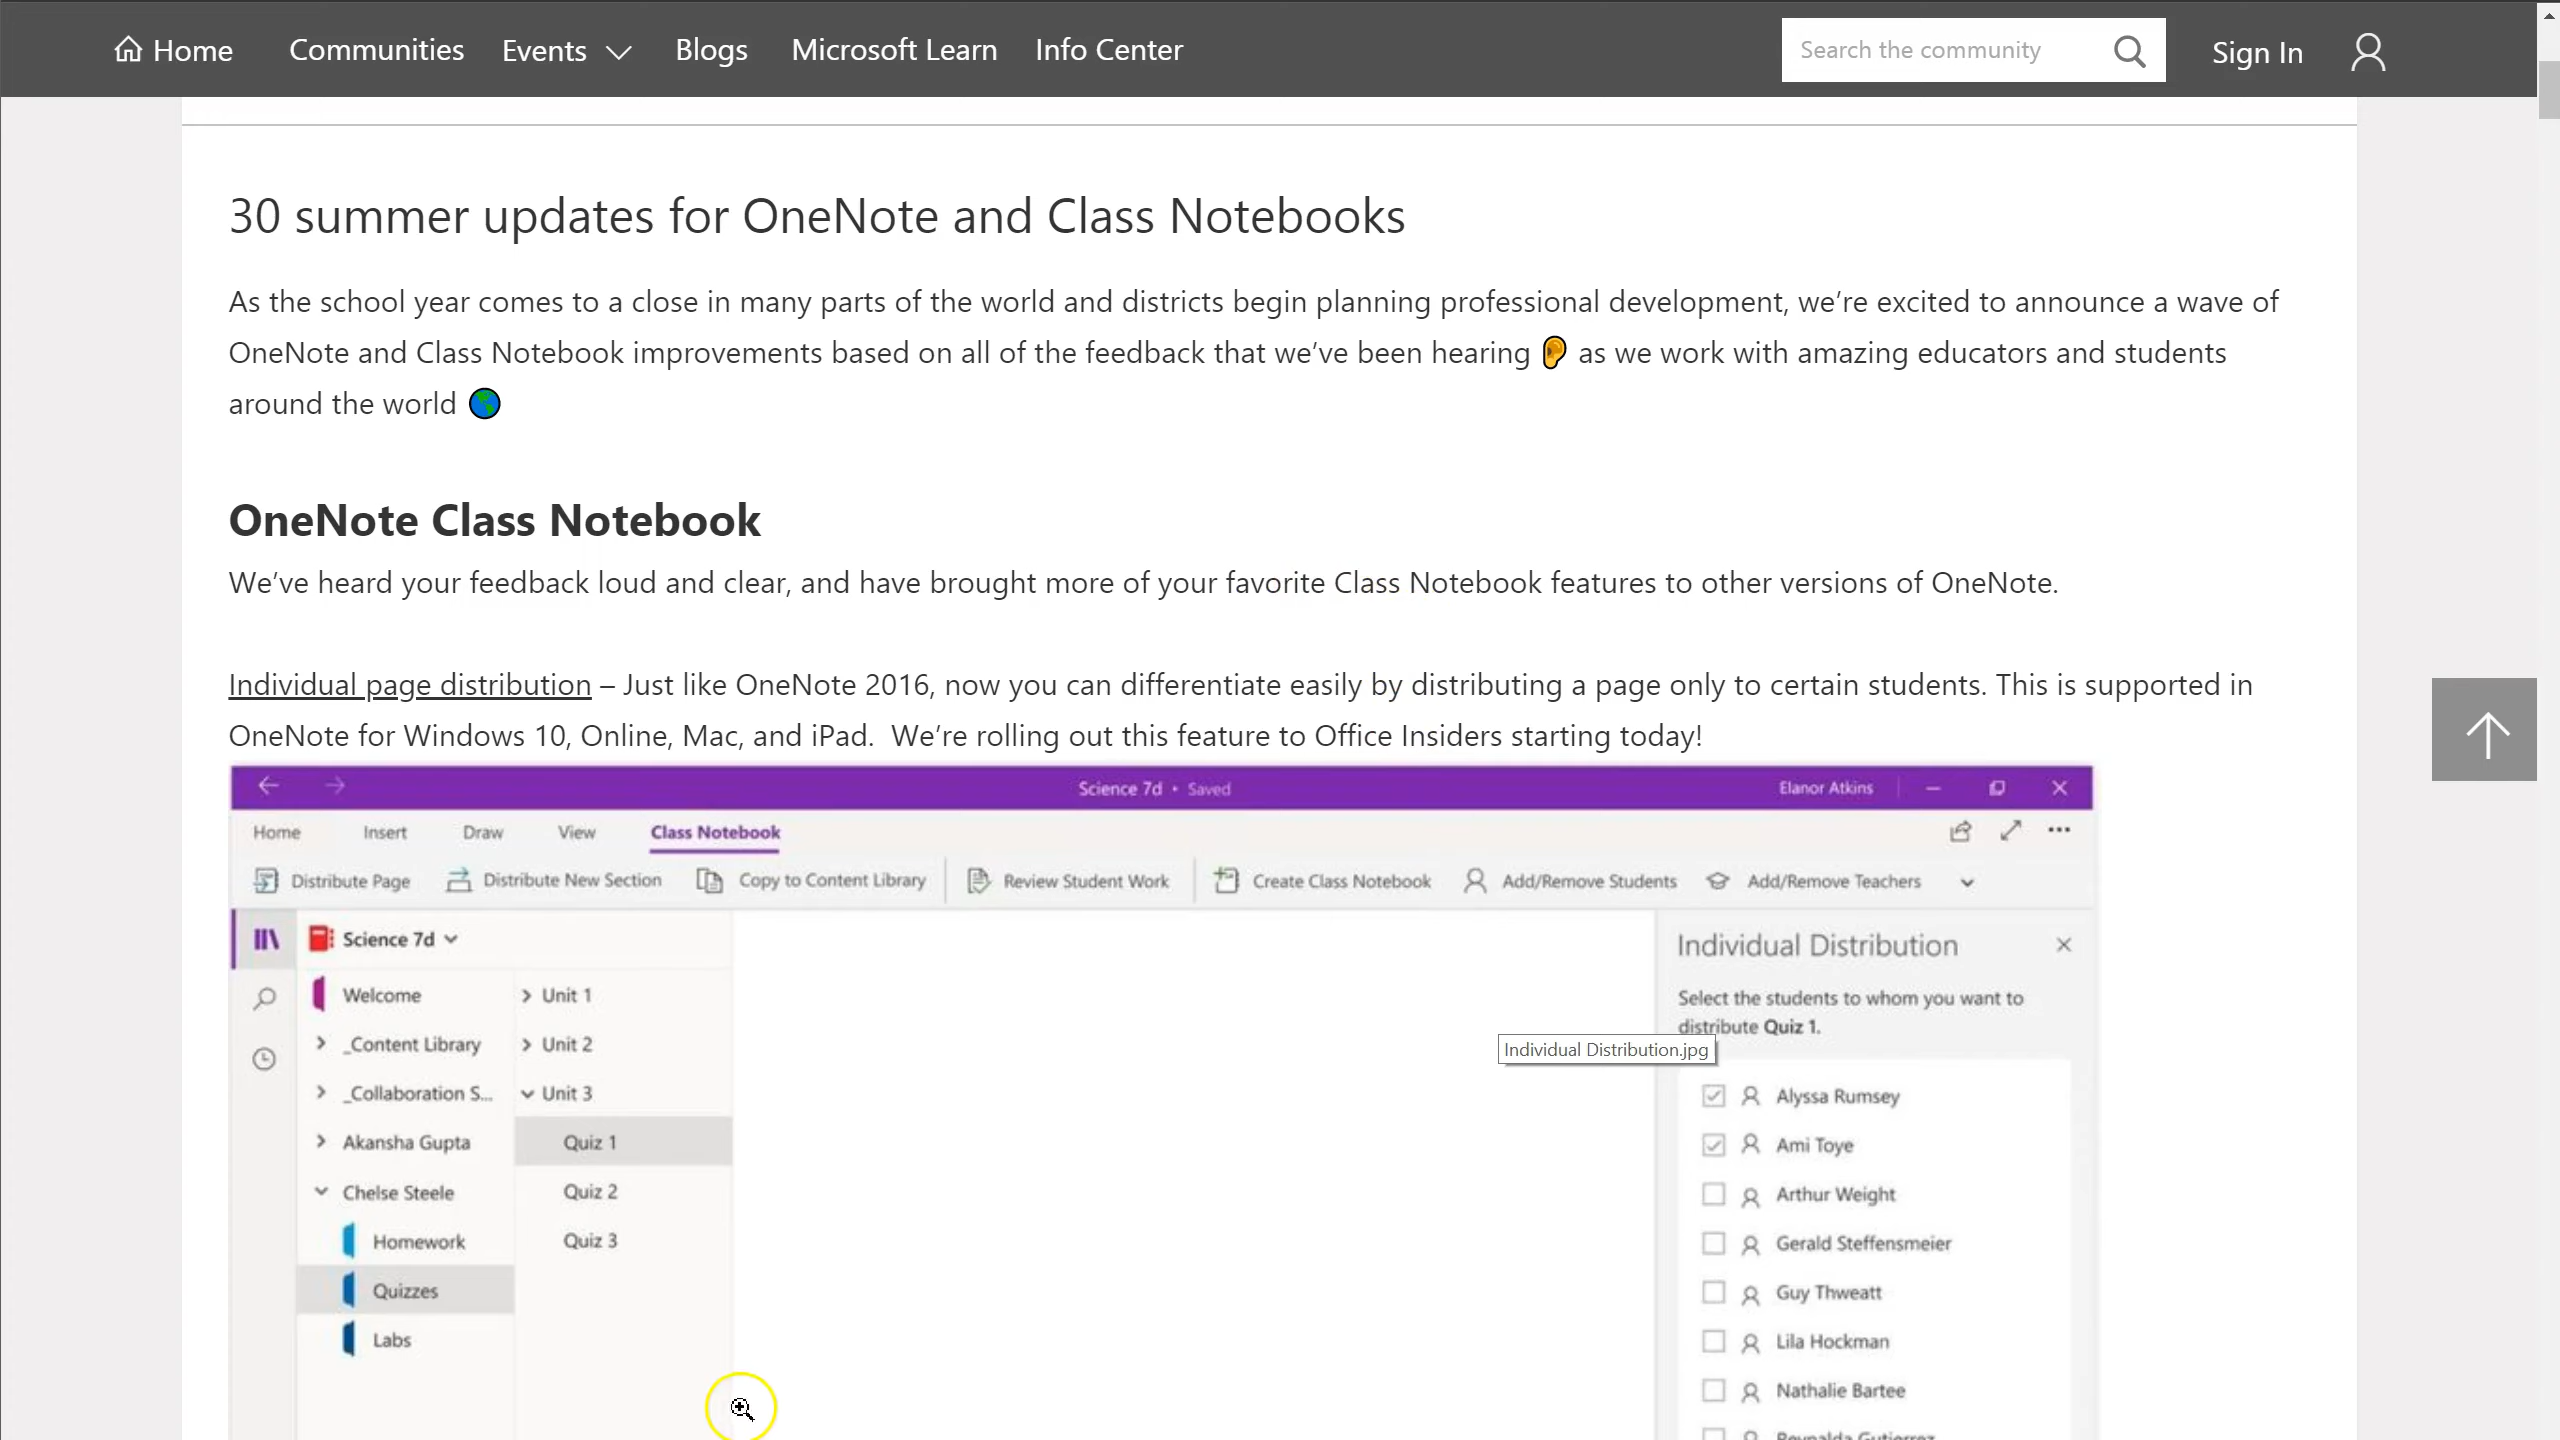 Home Communities Events Blogs Microsoft Learn Info Center Search the community Sign In
30 summer updates for OneNote and Class Notebooks
As the school year comes to a close in many parts of the world and districts begin planning professional development, we’re excited to announce a wave of
OneNote and Class Notebook improvements based on all of the feedback that we’ve been hearing 👂 as we work with amazing educators and students
around the world 🌎
OneNote Class Notebook
We’ve heard your feedback loud and clear, and have brought more of your favorite Class Notebook features to other versions of OneNote.
Individual page distribution – Just like OneNote 2016, now you can differentiate easily by distributing a page only to certain students. This is supported in
OneNote for Windows 10, Online, Mac, and iPad.  We’re rolling out this feature to Office Insiders starting today!
Science 7d • Saved Elanor Atkins
Home Insert Draw View Class Notebook
Distribute Page Distribute New Section Copy to Content Library Review Student Work Create Class Notebook Add/Remove Students Add/Remove Teachers
Science 7d
Welcome
_Content Library
_Collaboration S...
Akansha Gupta
Chelse Steele
Homework
Quizzes
Labs
Unit 1
Unit 2
Unit 3
Quiz 1
Quiz 2
Quiz 3
Individual Distribution
Select the students to whom you want to
distribute Quiz 1.
Individual Distribution.jpg
Alyssa Rumsey
Ami Toye
Arthur Weight
Gerald Steffensmeier
Guy Thweatt
Lila Hockman
Nathalie Bartee